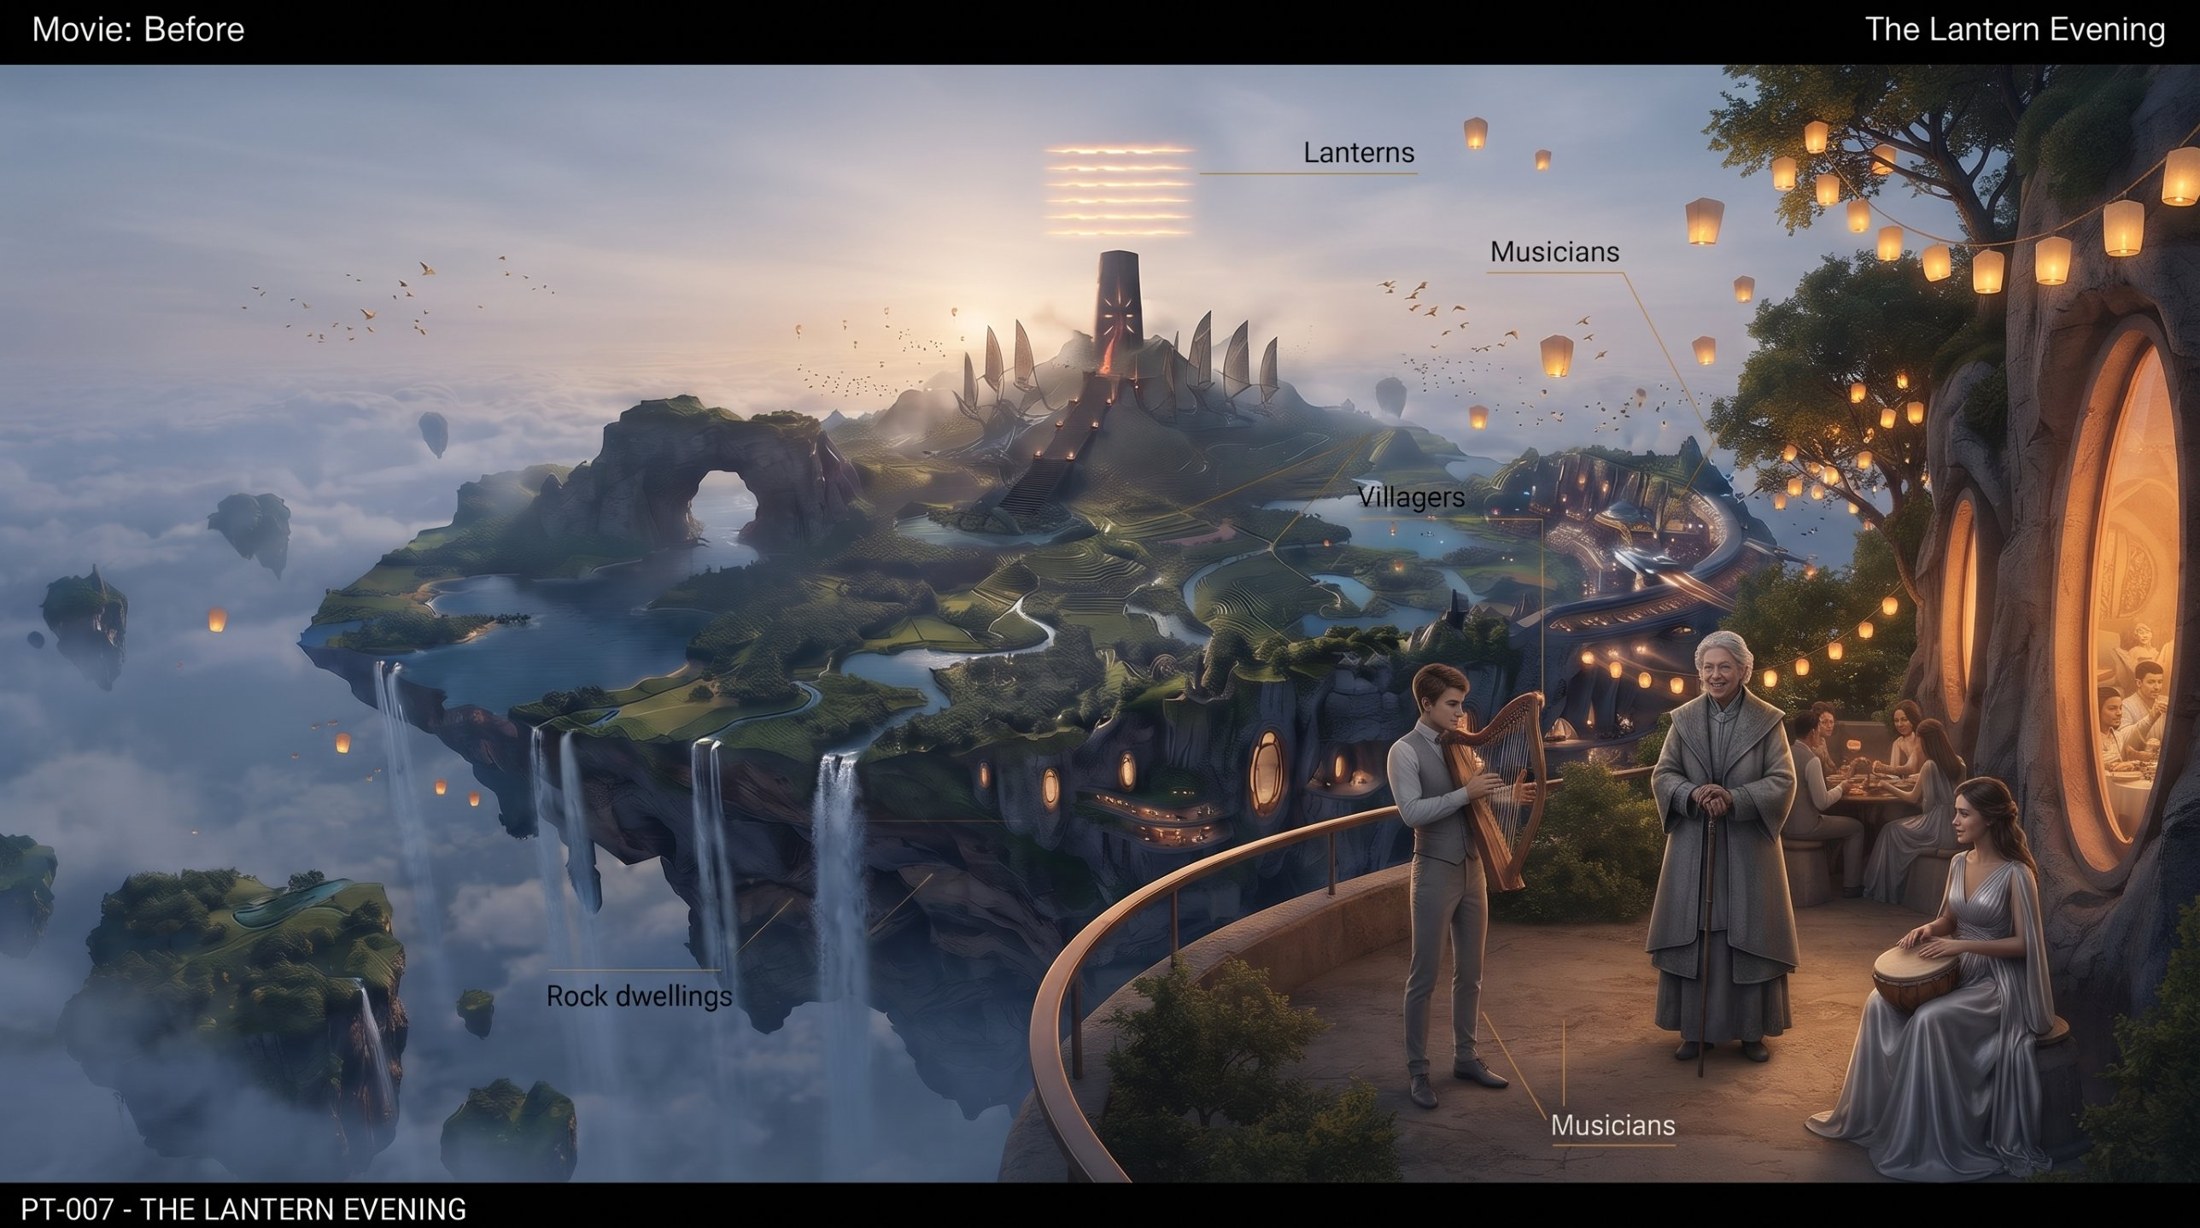 Movie: Before
The Lantern Evening
Lanterns
Musicians
Villagers
Rock dwellings
Musicians
PT-007 - THE LANTERN EVENING